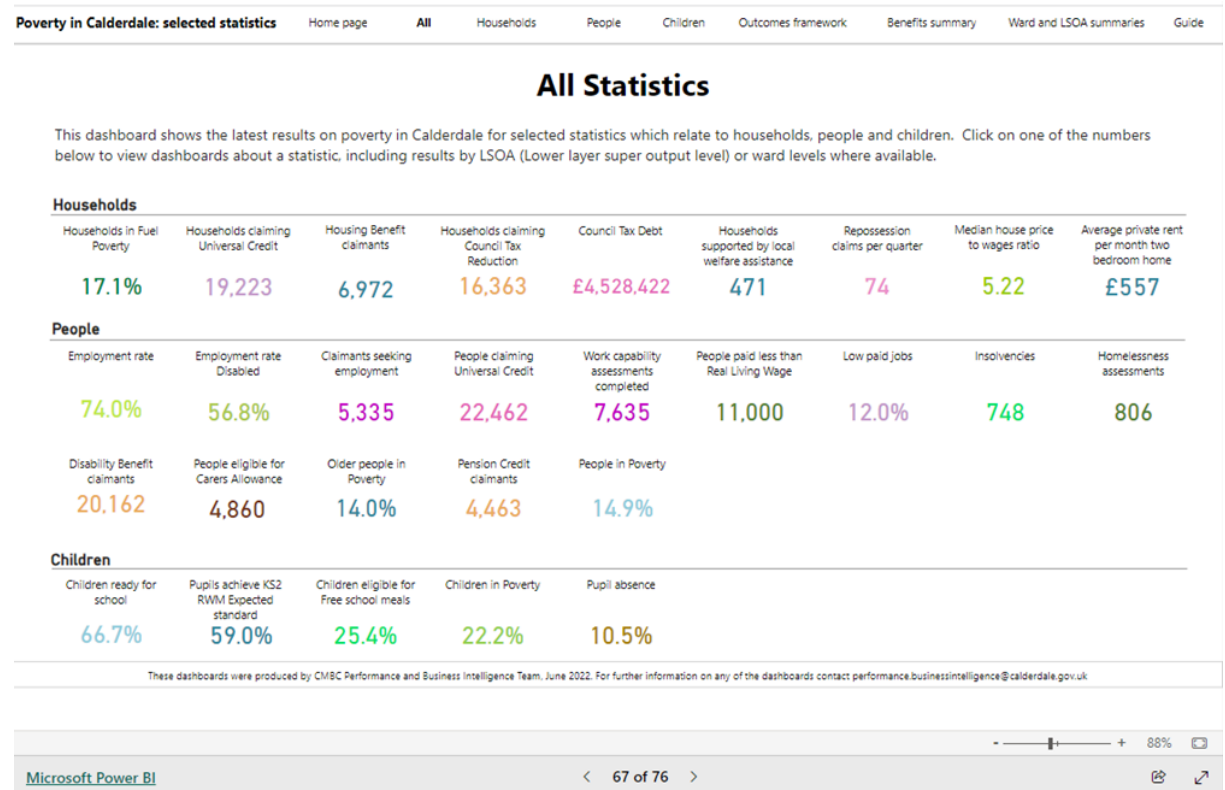 Poverty in Calderdale: selected statistics Home page All Households People Children Outcomes framework Benefits summary Ward and LSOA summaries Guide
All Statistics
This dashboard shows the latest results on poverty in Calderdale for selected statistics which relate to households, people and children. Click on one of the numbers
below to view dashboards about a statistic, including results by LSOA (Lower layer super output level) or ward levels where available.
Households
Households in Fuel
Poverty
17.1%
Households claiming
Universal Credit
19,223
Housing Benefit
claimants
6,972
Households claiming
Council Tax
Reduction
16,363
Council Tax Debt
£4,528,422
Households
supported by local
welfare assistance
471
Repossession
claims per quarter
74
Median house price
to wages ratio
5.22
Average private rent
per month two
bedroom home
£557
People
Employment rate
74.0%
Employment rate
Disabled
56.8%
Claimants seeking
employment
5,335
People claiming
Universal Credit
22,462
Work capability
assessments
completed
7,635
People paid less than
Real Living Wage
11,000
Low paid jobs
12.0%
Insolvencies
748
Homelessness
assessments
806
Disability Benefit
claimants
20,162
People eligible for
Carers Allowance
4,860
Older people in
Poverty
14.0%
Pension Credit
claimants
4,463
People in Poverty
14.9%
Children
Children ready for
school
66.7%
Pupils achieve KS2
RWM Expected
standard
59.0%
Children eligible for
Free school meals
25.4%
Children in Poverty
22.2%
Pupil absence
10.5%
These dashboards were produced by CMBC Performance and Business Intelligence Team, June 2022. For further information on any of the dashboards contact performance.businessintelligence@calderdale.gov.uk
- + 88%
Microsoft Power BI < 67 of 76 >